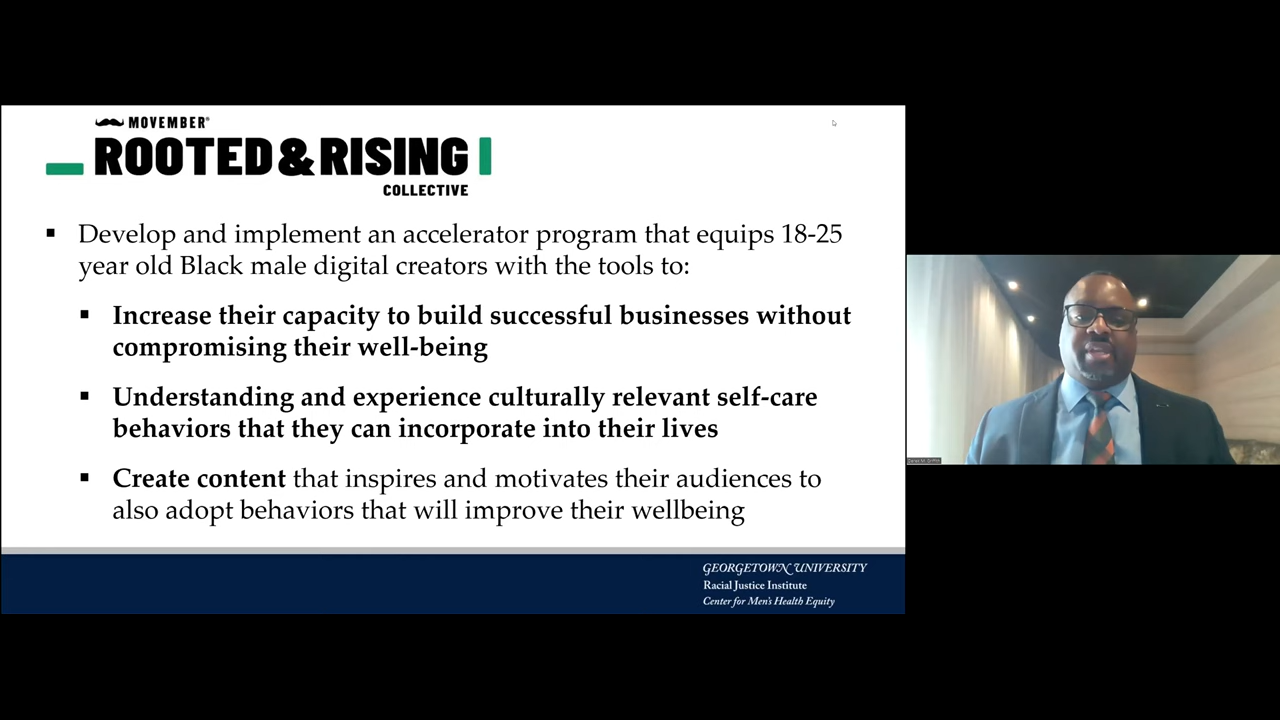 MOVEMBER®
ROOTED & RISING
COLLECTIVE
▪ Develop and implement an accelerator program that equips 18-25
year old Black male digital creators with the tools to:
▪ Increase their capacity to build successful businesses without
compromising their well-being
▪ Understanding and experience culturally relevant self-care
behaviors that they can incorporate into their lives
▪ Create content that inspires and motivates their audiences to
also adopt behaviors that will improve their wellbeing
GEORGETOWN UNIVERSITY
Racial Justice Institute
Center for Men's Health Equity